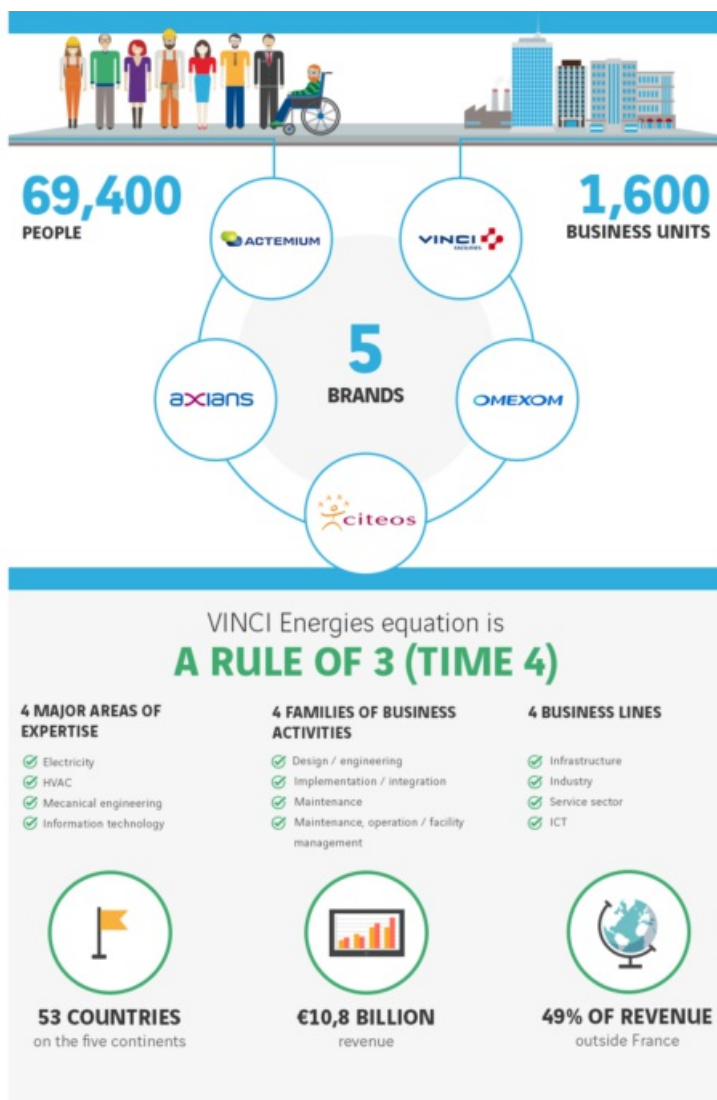 69,400
PEOPLE
1,600
BUSINESS UNITS
ACTEMIUM
VINCI
FACILITIES
5
BRANDS
axians
OMEXOM
citeos
VINCI Energies equation is
A RULE OF 3 (TIME 4)
4 MAJOR AREAS OF
EXPERTISE
Electricity
HVAC
Mecanical engineering
Information technology
4 FAMILIES OF BUSINESS
ACTIVITIES
Design / engineering
Implementation / integration
Maintenance
Maintenance, operation / facility
management
4 BUSINESS LINES
Infrastructure
Industry
Service sector
ICT
53 COUNTRIES
on the five continents
€10,8 BILLION
revenue
49% OF REVENUE
outside France